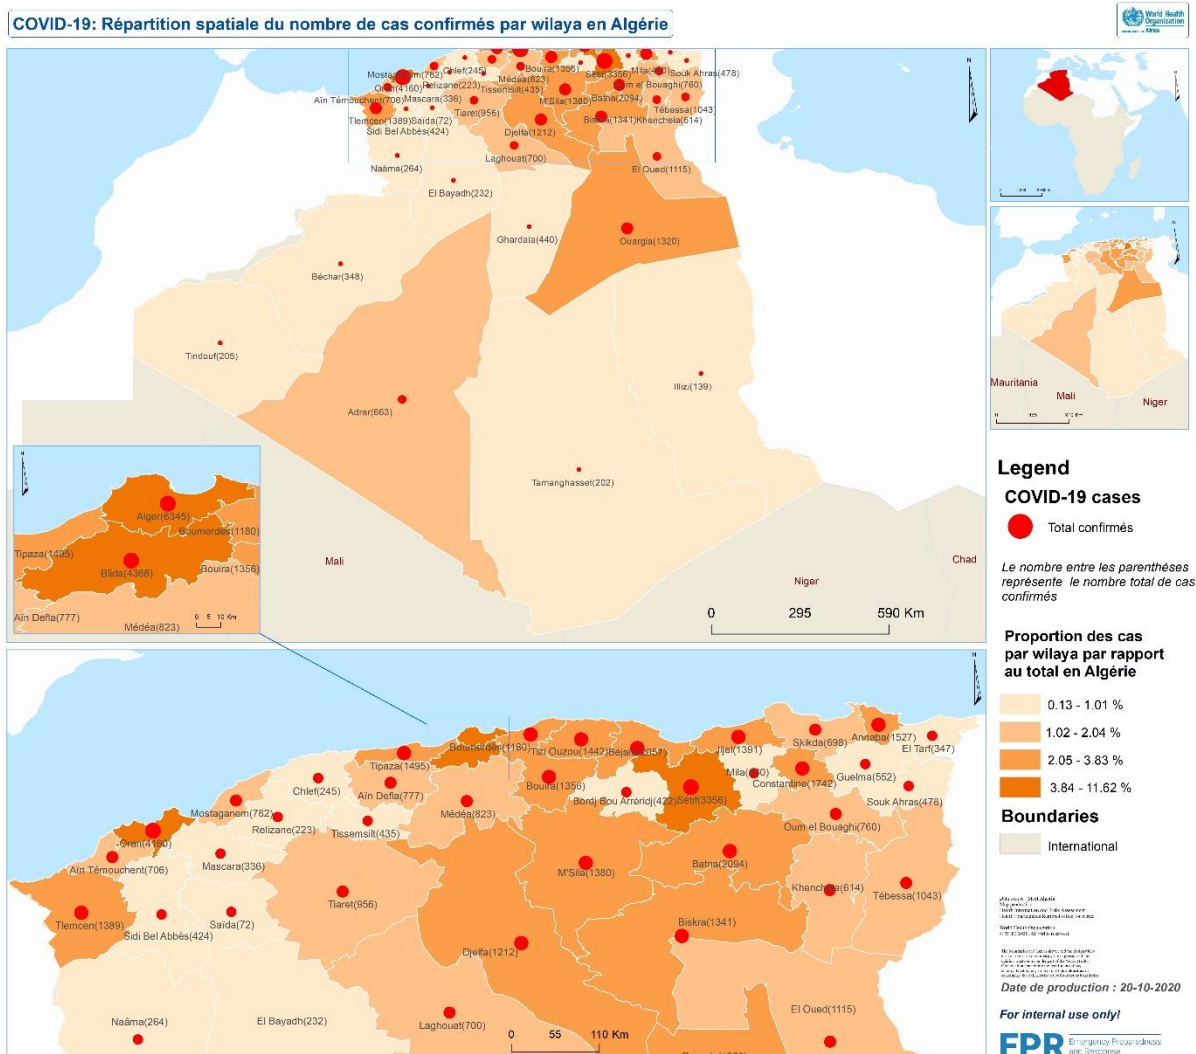 COVID-19: Répartition spatiale du nombre de cas confirmés par wilaya en Algérie
World Health
Organization
Africa
Mostaganem(762)
Chlef(245)
Bouira(1356)
Médéa(823)
Sétif(3356)
Souk Ahras(478)
Oran(4160)
Relizane(223)
Tissemsilt(435)
Oum el Bouaghi(760)
Aïn Témouchent(706)
Mascara(336)
M'Sila(1380)
Batna(2094)
Tlemcen(1389)
Saïda(72)
Tiaret(956)
Tébessa(1043)
Sidi Bel Abbès(424)
Djelfa(1212)
Biskra(1341)
Khenchela(614)
Naâma(264)
Laghouat(700)
El Oued(1115)
El Bayadh(232)
Ghardaïa(440)
Ouargla(1320)
Béchar(348)
Tindouf(205)
Illizi(139)
Adrar(663)
Tamanghasset(202)
Mali
Niger
Chad
0 295 590 Km
N
Alger(6345)
Boumerdès(1180)
Tipaza(1495)
Blida(4368)
Bouira(1356)
Aïn Defla(777)
0 5 10 Km
Médéa(823)
Mauritania
Mali
Niger
Legend
COVID-19 cases
Total confirmés
Le nombre entre les parenthéses
représente le nombre total de cas
confirmés
Proportion des cas
par wilaya par rapport
au total en Algérie
0.13 - 1.01 %
1.02 - 2.04 %
2.05 - 3.83 %
3.84 - 11.62 %
Boundaries
International
N
Boumerdès(1180)
Tizi Ouzou(1442)
Béjaïa(2057)
Jijel(1391)
Skikda(698)
Annaba(1527)
El Tarf(347)
Tipaza(1495)
Chlef(245)
Aïn Defla(777)
Bouira(1356)
Bordj Bou Arréridj(422)
Sétif(3356)
Constantine(1742)
Guelma(552)
Souk Ahras(478)
Mostaganem(762)
Relizane(223)
Tissemsilt(435)
Médéa(823)
Oum el Bouaghi(760)
Oran(4160)
Aïn Témouchent(706)
Mascara(336)
M'Sila(1380)
Batna(2094)
Khenchela(614)
Tébessa(1043)
Tiaret(956)
Tlemcen(1389)
Saïda(72)
Sidi Bel Abbès(424)
Biskra(1341)
Djelfa(1212)
Naâma(264)
El Bayadh(232)
Laghouat(700)
El Oued(1115)
0 55 110 Km
Date de production : 20-10-2020
For internal use only!
EPR
Emergency Preparedness
and Response